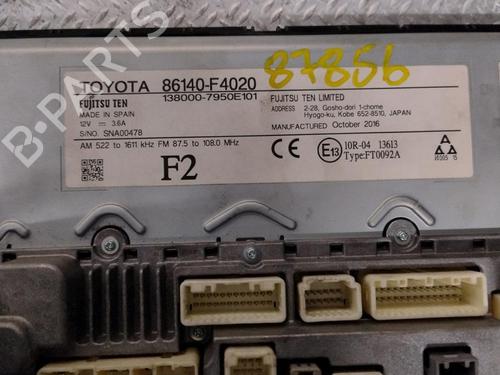 B-PARTS
87856
TOYOTA 86140-F4020
FUJITSU TEN 138000-7950E101
MADE IN SPAIN
12V 3.6A
S/N. SNA00478
FUJITSU TEN LIMITED
ADDRESS 2-28, Gosho-dori 1-chome
Hyogo-ku, Kobe 652-8510, JAPAN
MANUFACTURED October 2016
AM 522 to 1611 kHz FM 87.5 to 108.0 MHz
F2
CE
E13
10R-04 13613
Type:FT0092A